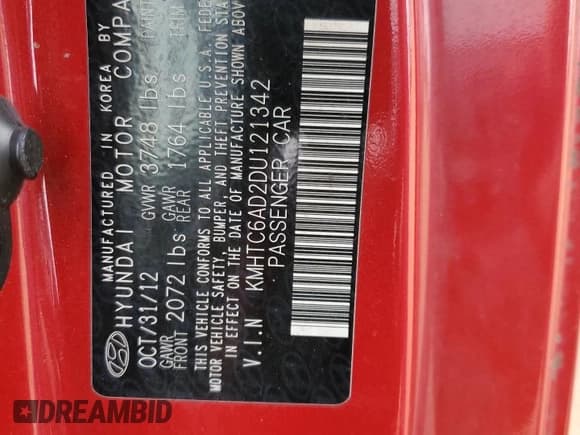 MANUFACTURED IN KOREA BY
HYUNDAI MOTOR COMPA
OCT/31/12 GVWR 3748 lbs PAINT
GAWR FRONT 2072 lbs GAWR REAR 1764 lbs TRIM
THIS VEHICLE CONFORMS TO ALL APPLICABLE U.S.A. FEDE
MOTOR VEHICLE SAFETY, BUMPER, AND THEFT PREVENTION STA
IN EFFECT ON THE DATE OF MANUFACTURE SHOWN ABOV
V.I.N KMHTC6AD2DU121342
PASSENGER CAR
DREAMBID